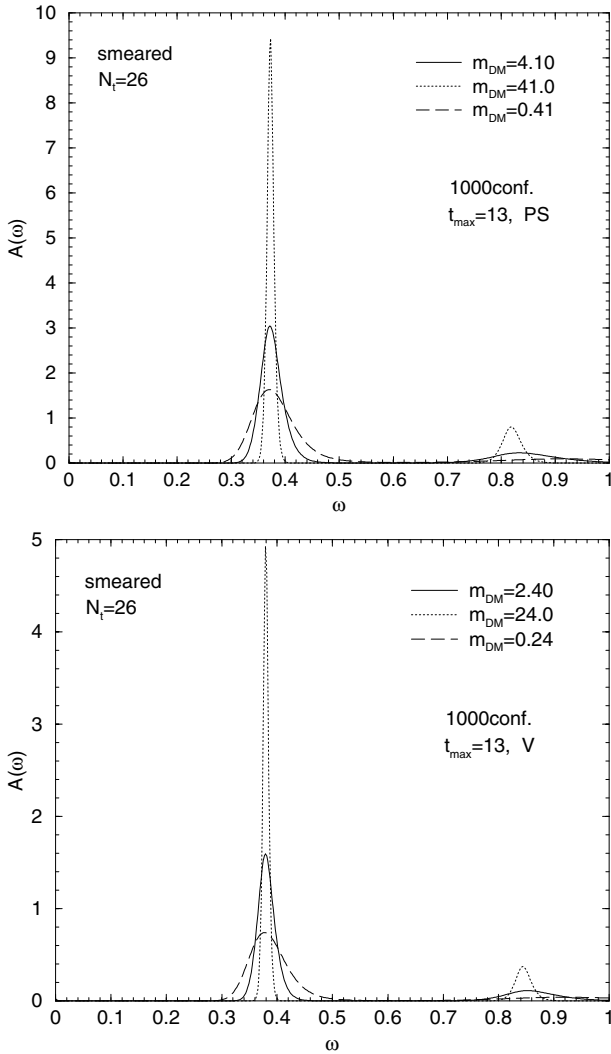 10
9
8
7
6
5
4
3
2
1
0
A(ω)
smeared
N_t=26
m_DM=4.10
m_DM=41.0
m_DM=0.41
1000conf.
t_max=13, PS
0 0.1 0.2 0.3 0.4 0.5 0.6 0.7 0.8 0.9 1
ω
5
4
3
2
1
0
A(ω)
smeared
N_t=26
m_DM=2.40
m_DM=24.0
m_DM=0.24
1000conf.
t_max=13, V
0 0.1 0.2 0.3 0.4 0.5 0.6 0.7 0.8 0.9 1
ω